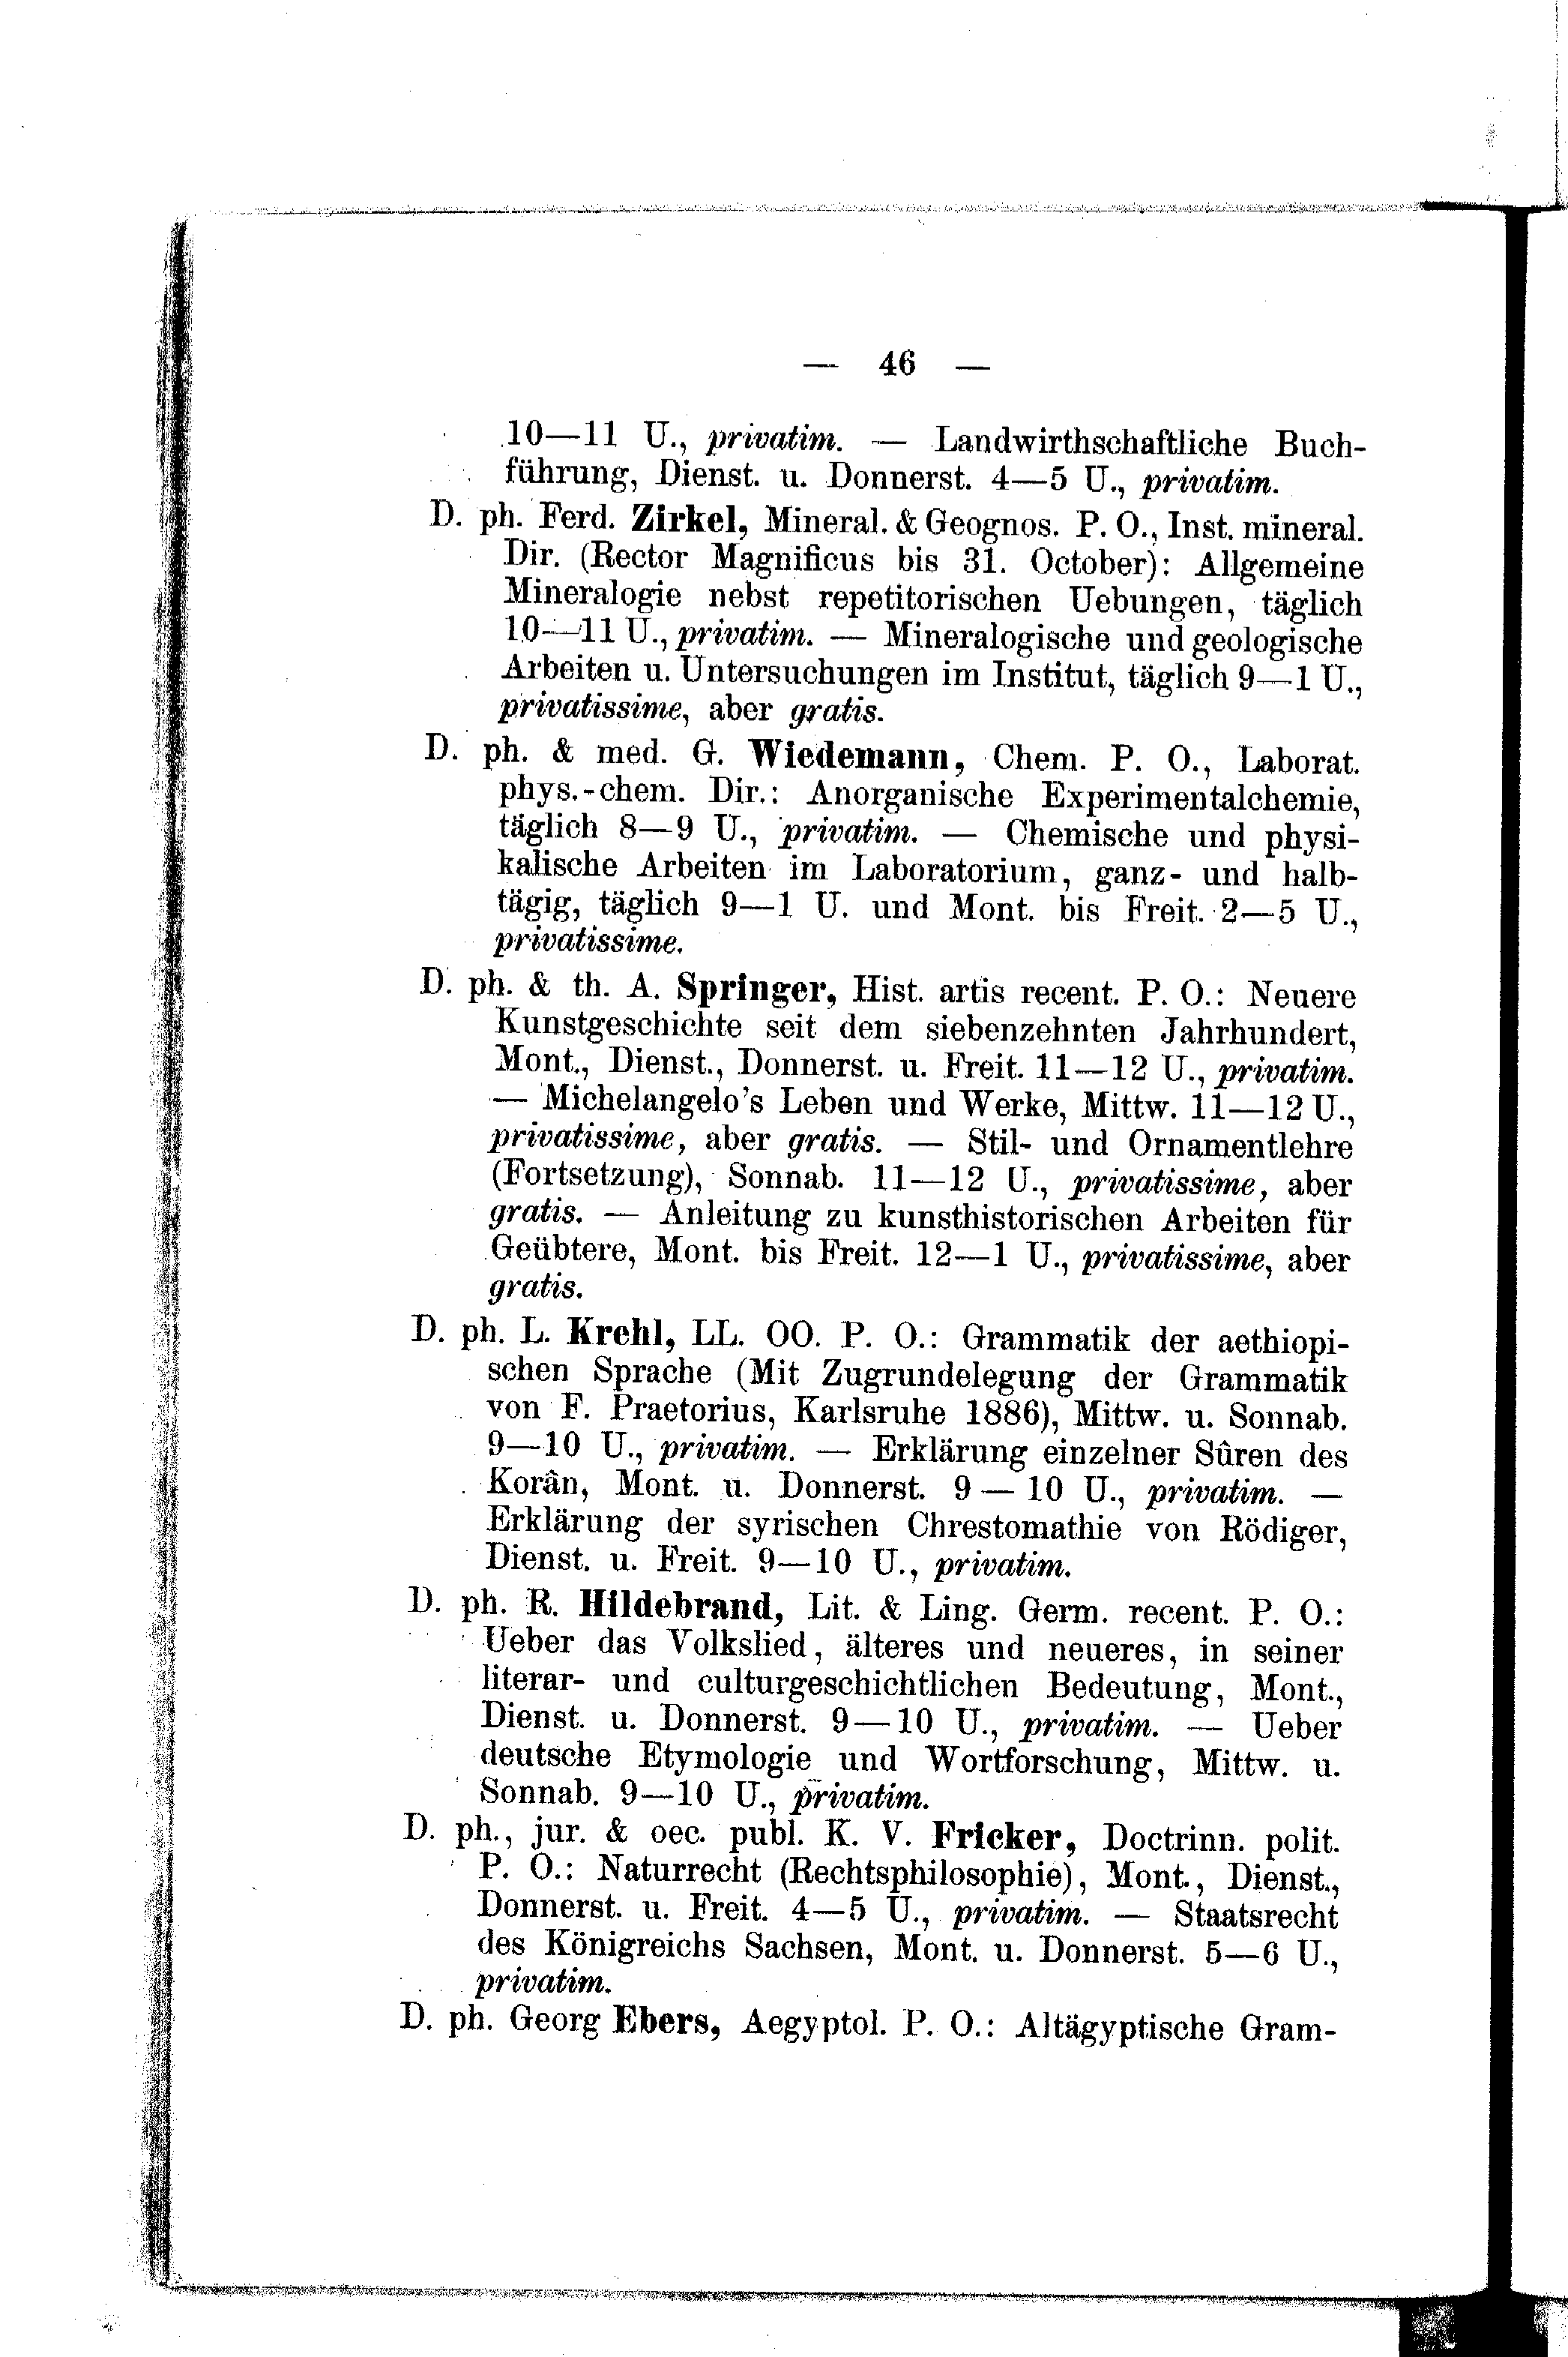 — 46 —
10—11 U., privatim. — Landwirthschaftliche Buch-
führung, Dienst. u. Donnerst. 4—5 U., privatim.
D. ph. Ferd. Zirkel, Mineral. & Geognos. P. O., Inst. mineral.
Dir. (Rector Magnificus bis 31. October): Allgemeine
Mineralogie nebst repetitorischen Uebungen, täglich
10—11 U., privatim. — Mineralogische und geologische
Arbeiten u. Untersuchungen im Institut, täglich 9—1 U.,
privatissime, aber gratis.
D. ph. & med. G. Wiedemann, Chem. P. O., Laborat.
phys.-chem. Dir.: Anorganische Experimentalchemie,
täglich 8—9 U., privatim. — Chemische und physi-
kalische Arbeiten im Laboratorium, ganz- und halb-
tägig, täglich 9—1 U. und Mont. bis Freit. 2—5 U.,
privatissime.
D. ph. & th. A. Springer, Hist. artis recent. P. O.: Neuere
Kunstgeschichte seit dem siebenzehnten Jahrhundert,
Mont., Dienst., Donnerst. u. Freit. 11—12 U., privatim.
— Michelangelo's Leben und Werke, Mittw. 11—12 U.,
privatissime, aber gratis. — Stil- und Ornamentlehre
(Fortsetzung), Sonnab. 11—12 U., privatissime, aber
gratis. — Anleitung zu kunsthistorischen Arbeiten für
Geübtere, Mont. bis Freit. 12—1 U., privatissime, aber
gratis.
D. ph. L. Krehl, LL. OO. P. O.: Grammatik der aethiopi-
schen Sprache (Mit Zugrundelegung der Grammatik
von F. Praetorius, Karlsruhe 1886), Mittw. u. Sonnab.
9—10 U., privatim. — Erklärung einzelner Sûren des
Korân, Mont. u. Donnerst. 9 — 10 U., privatim. —
Erklärung der syrischen Chrestomathie von Rödiger,
Dienst. u. Freit. 9—10 U., privatim.
D. ph. R. Hildebrand, Lit. & Ling. Germ. recent. P. O.:
Ueber das Volkslied, älteres und neueres, in seiner
literar- und culturgeschichtlichen Bedeutung, Mont.,
Dienst. u. Donnerst. 9—10 U., privatim. — Ueber
deutsche Etymologie und Wortforschung, Mittw. u.
Sonnab. 9—10 U., privatim.
D. ph., jur. & oec. publ. K. V. Fricker, Doctrinn. polit.
P. O.: Naturrecht (Rechtsphilosophie), Mont., Dienst.,
Donnerst. u. Freit. 4—5 U., privatim. — Staatsrecht
des Königreichs Sachsen, Mont. u. Donnerst. 5—6 U.,
privatim.
D. ph. Georg Ebers, Aegyptol. P. O.: Altägyptische Gram-